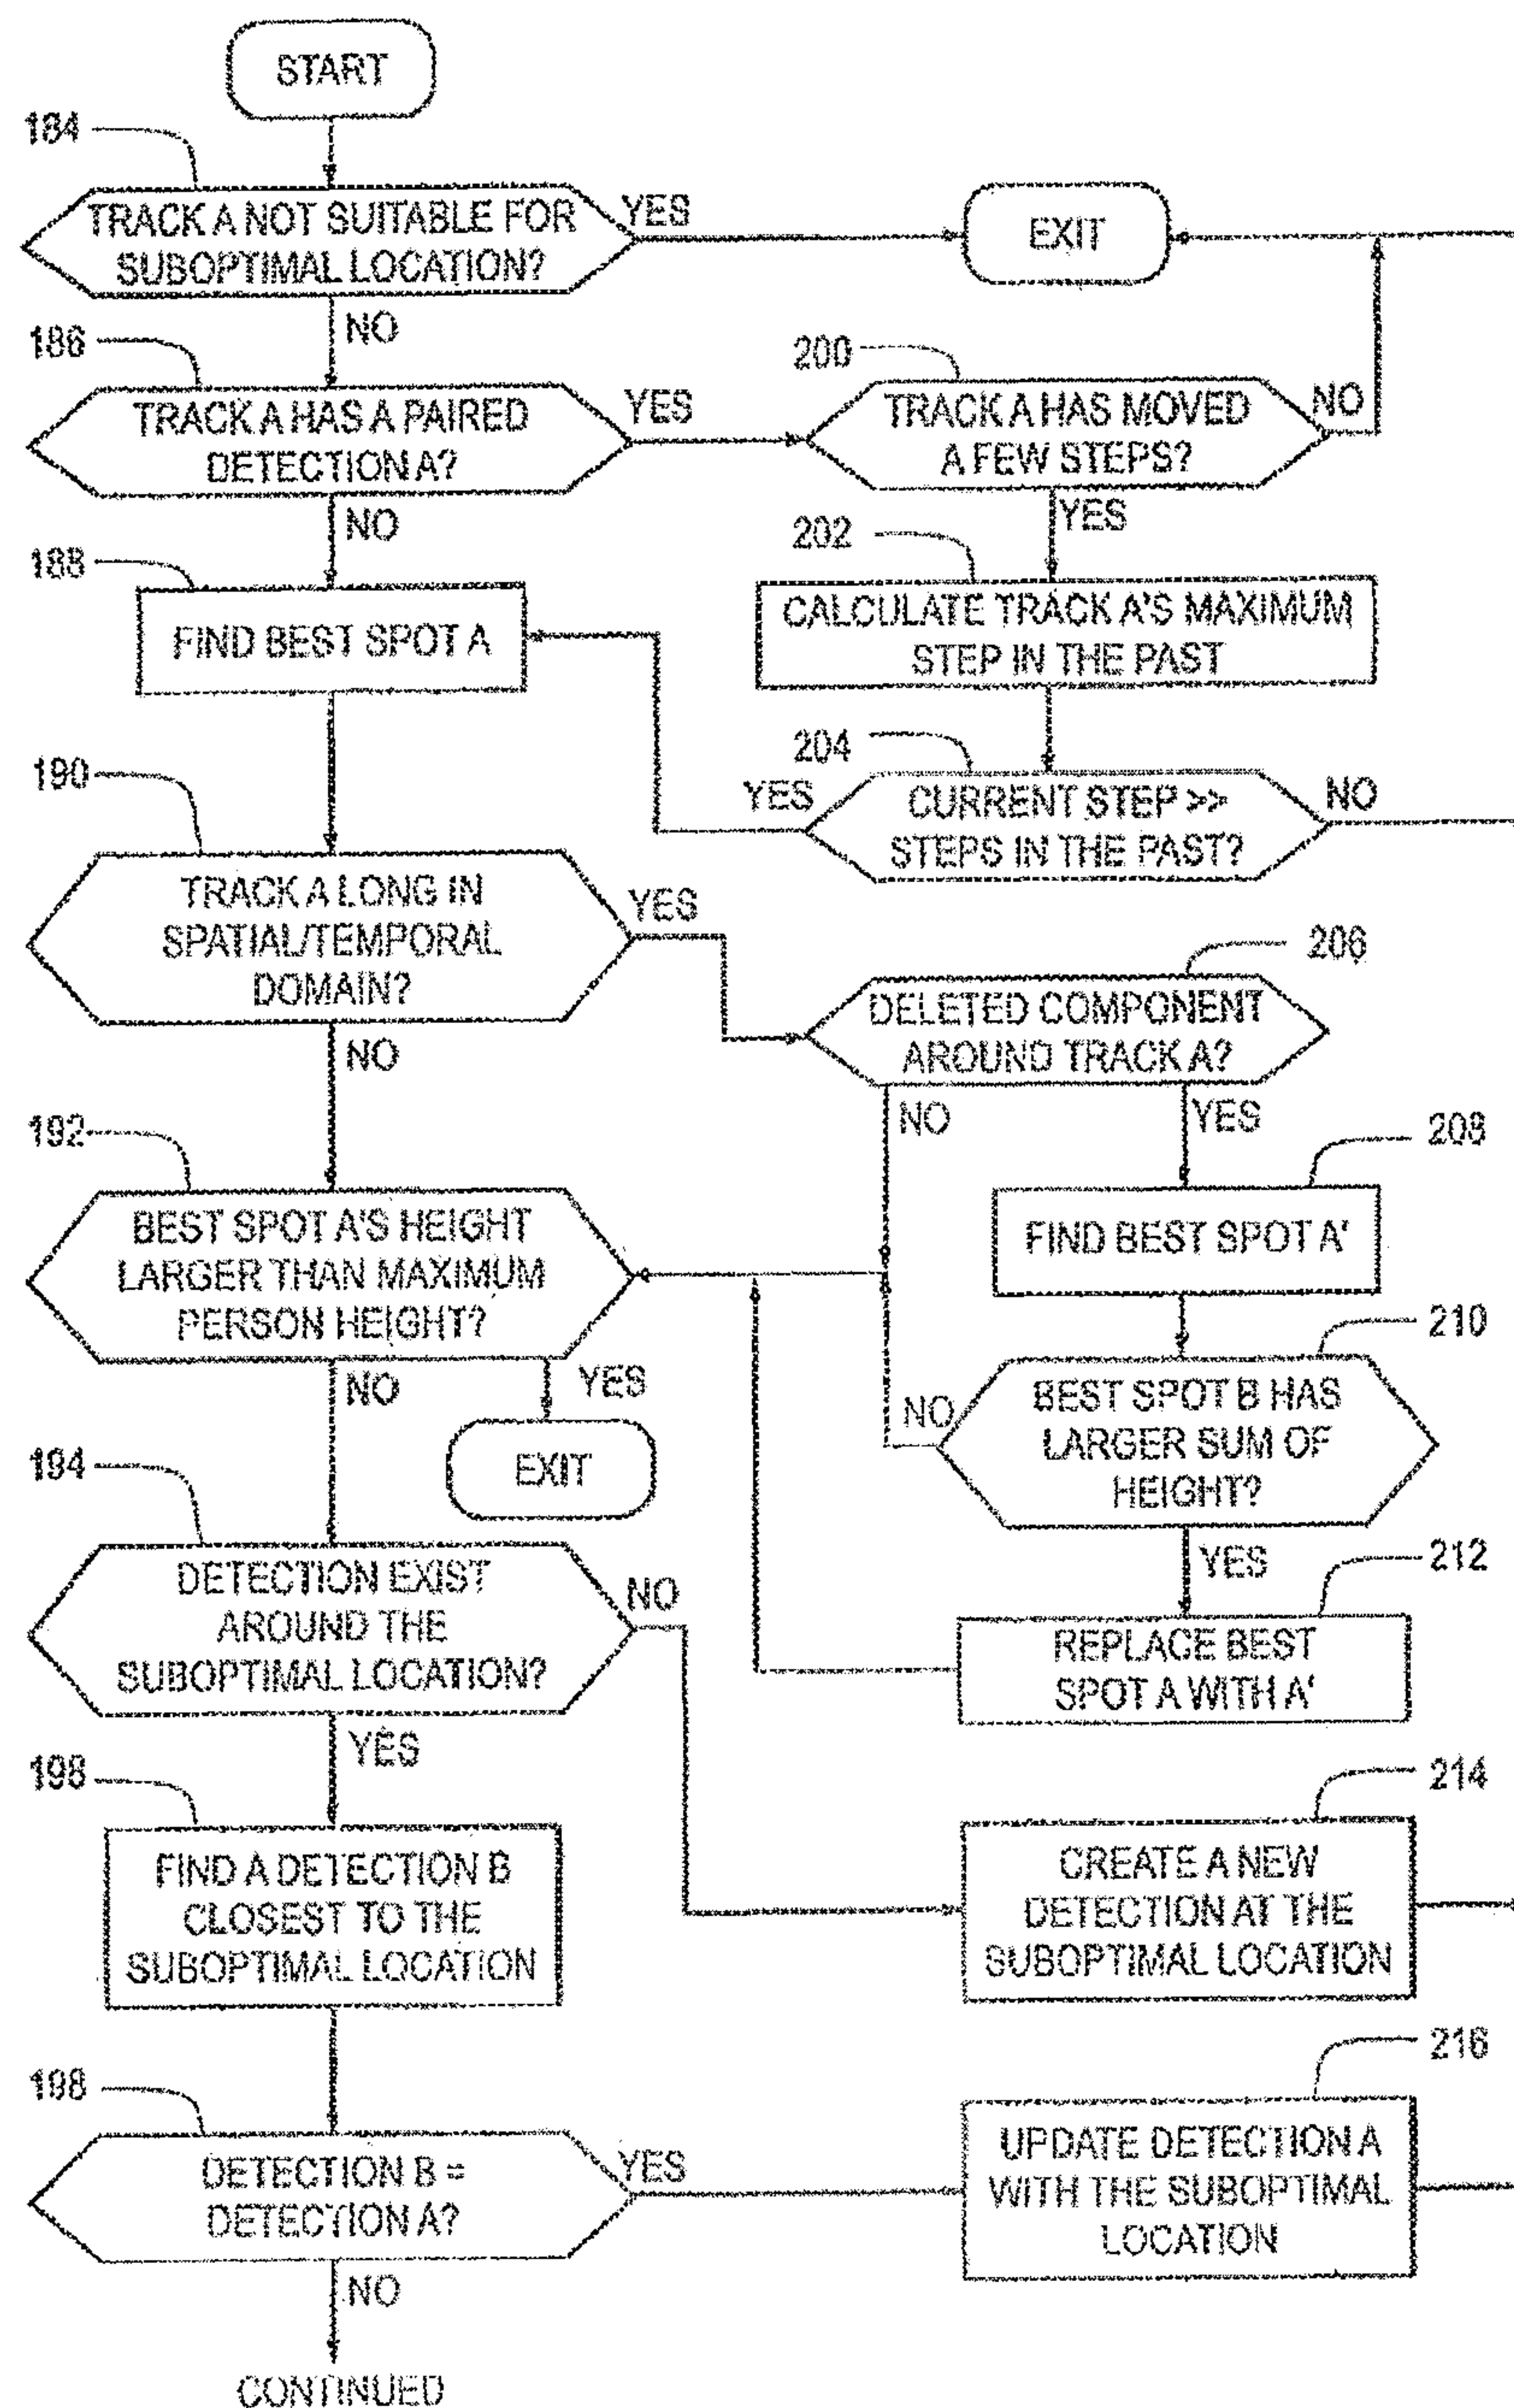 START
184
TRACK A NOT SUITABLE FOR
SUBOPTIMAL LOCATION?
YES
EXIT
NO
186
TRACK A HAS A PAIRED
DETECTION A?
YES
200
TRACK A HAS MOVED
A FEW STEPS?
NO
NO
YES
188
FIND BEST SPOT A
202
CALCULATE TRACK A'S MAXIMUM
STEP IN THE PAST
204
YES
CURRENT STEP >>
STEPS IN THE PAST?
NO
190
TRACK A LONG IN
SPATIAL/TEMPORAL
DOMAIN?
YES
NO
206
DELETED COMPONENT
AROUND TRACK A?
NO
YES
192
BEST SPOT A'S HEIGHT
LARGER THAN MAXIMUM
PERSON HEIGHT?
NO
YES
EXIT
208
FIND BEST SPOT A'
210
NO
BEST SPOT B HAS
LARGER SUM OF
HEIGHT?
YES
194
DETECTION EXIST
AROUND THE
SUBOPTIMAL LOCATION?
NO
YES
212
REPLACE BEST
SPOT A WITH A'
198
FIND A DETECTION B
CLOSEST TO THE
SUBOPTIMAL LOCATION
214
CREATE A NEW
DETECTION AT THE
SUBOPTIMAL LOCATION
198
DETECTION B =
DETECTION A?
YES
216
UPDATE DETECTION A
WITH THE SUBOPTIMAL
LOCATION
NO
CONTINUED